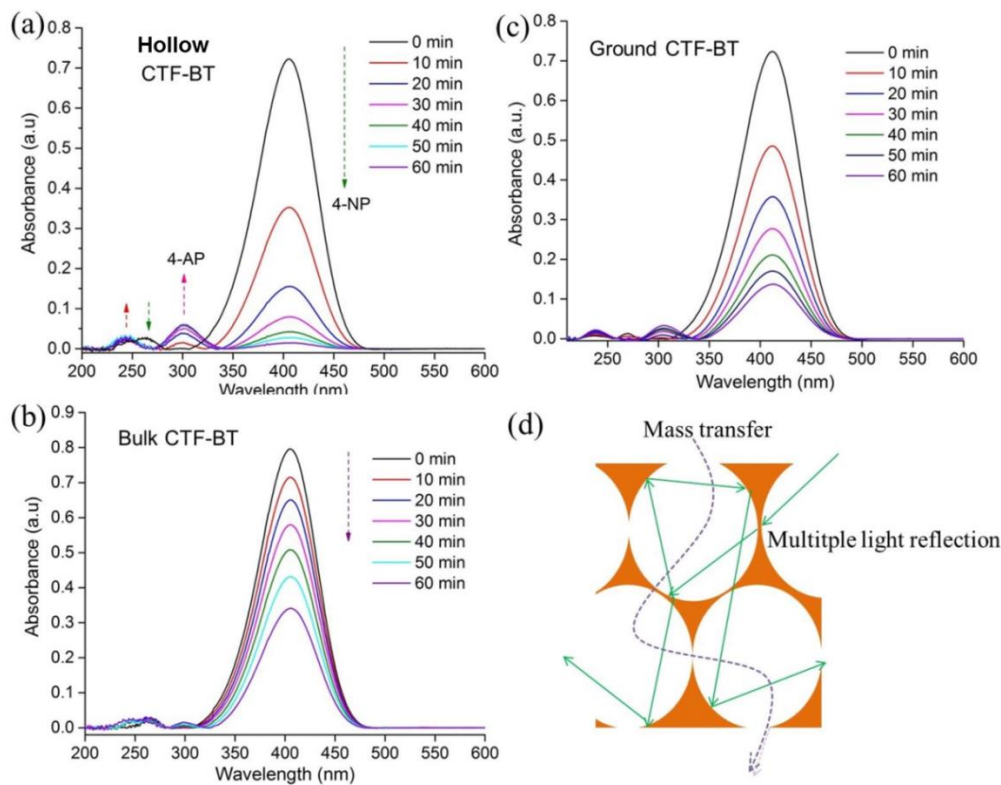 (a)
Hollow
CTF-BT
0 min
10 min
20 min
30 min
40 min
50 min
60 min
4-NP
4-AP
Absorbance (a.u)
0.8
0.7
0.6
0.5
0.4
0.3
0.2
0.1
0.0
200 250 300 350 400 450 500 550 600
Wavelength (nm)
(c)
Ground CTF-BT
0 min
10 min
20 min
30 min
40 min
50 min
60 min
Absorbance (a.u)
0.8
0.7
0.6
0.5
0.4
0.3
0.2
0.1
0.0
250 300 350 400 450 500 550 600
Wavelength (nm)
(b)
Bulk CTF-BT
0 min
10 min
20 min
30 min
40 min
50 min
60 min
Absorbance (a.u)
0.9
0.8
0.7
0.6
0.5
0.4
0.3
0.2
0.1
0.0
200 250 300 350 400 450 500 550 600
Wavelength (nm)
(d)
Mass transfer
Multitple light reflection